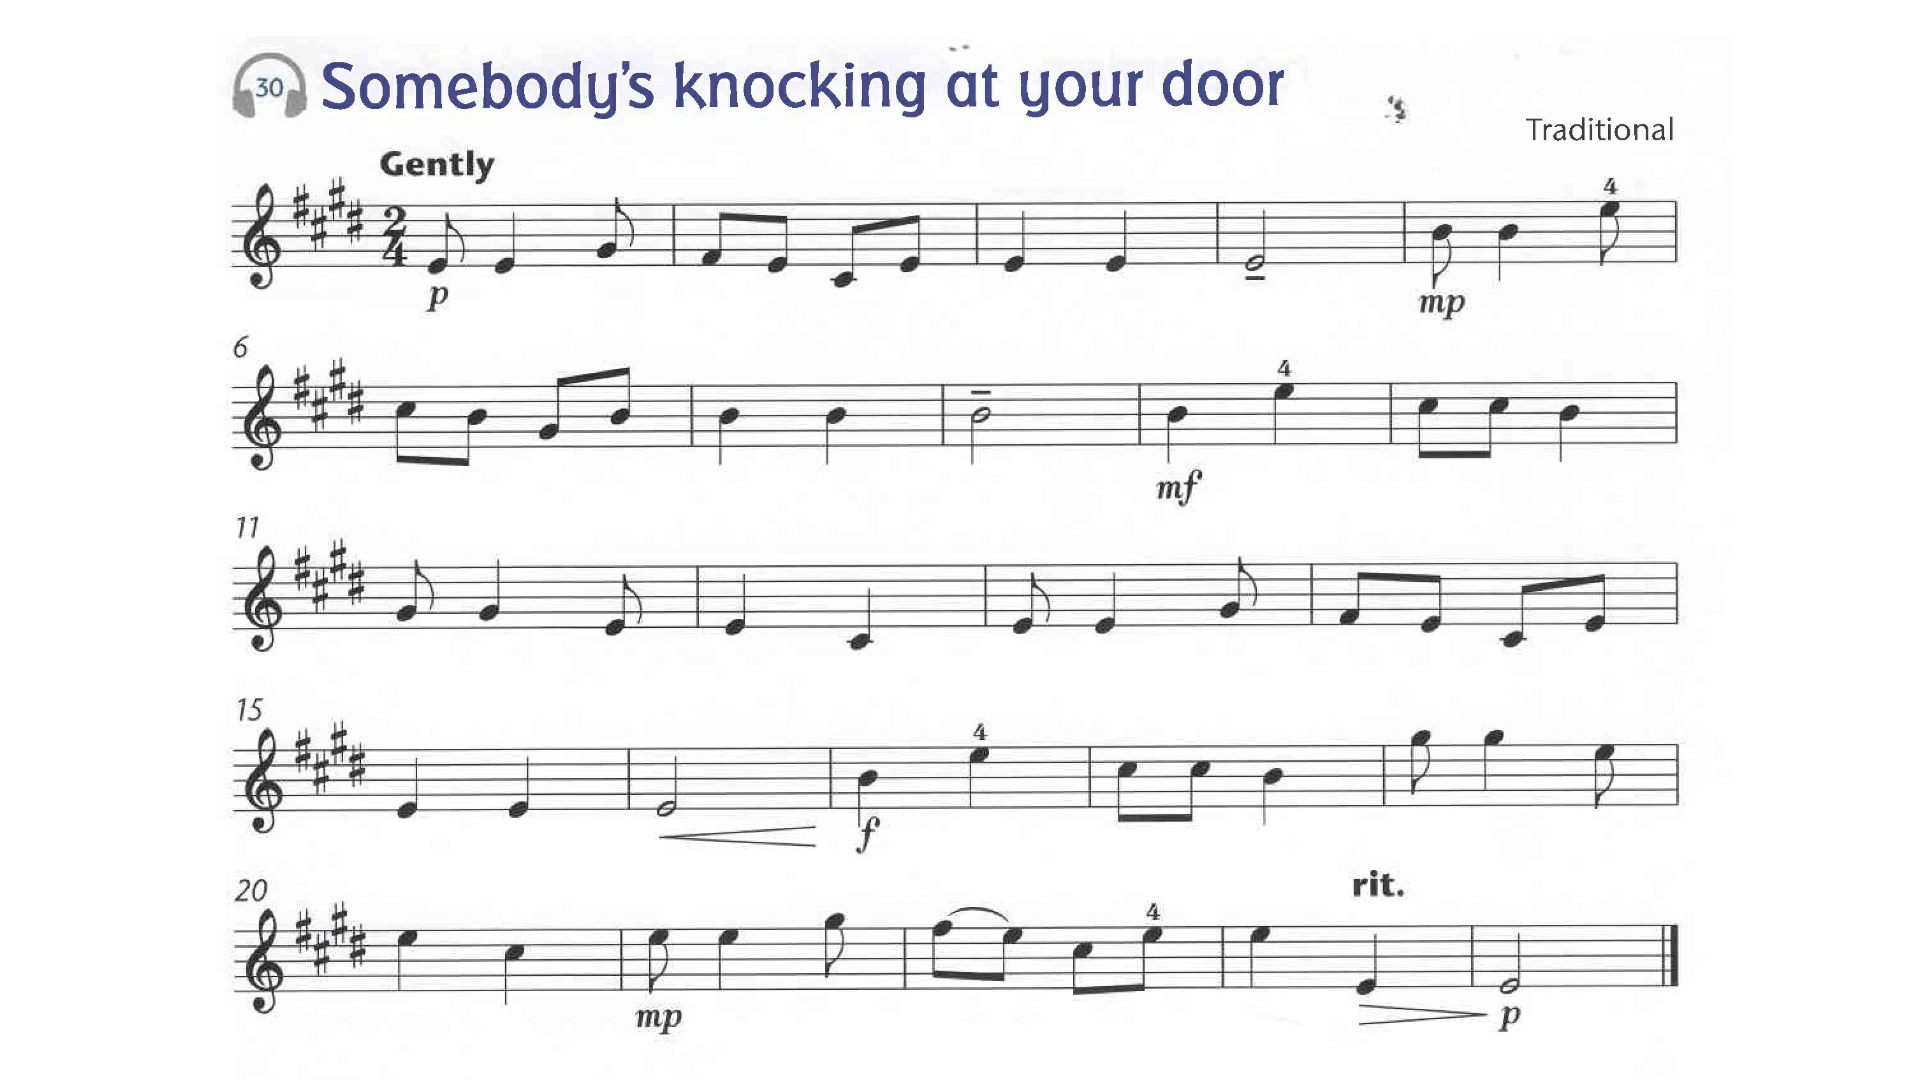 30 Somebody's knocking at your door
Traditional
Gently
4
2
4
p
mp
6
4
mf
11
15
4
f
20
rit.
4
mp
p